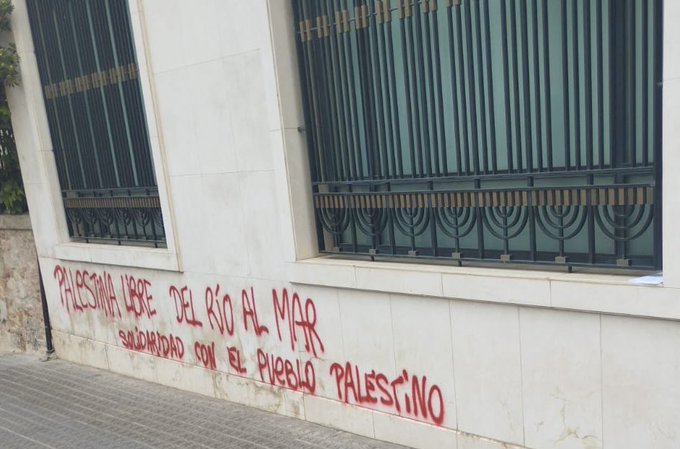 PALESTINA LIBRE DEL RÍO AL MAR
SOLIDARIDAD CON EL PUEBLO PALESTINO